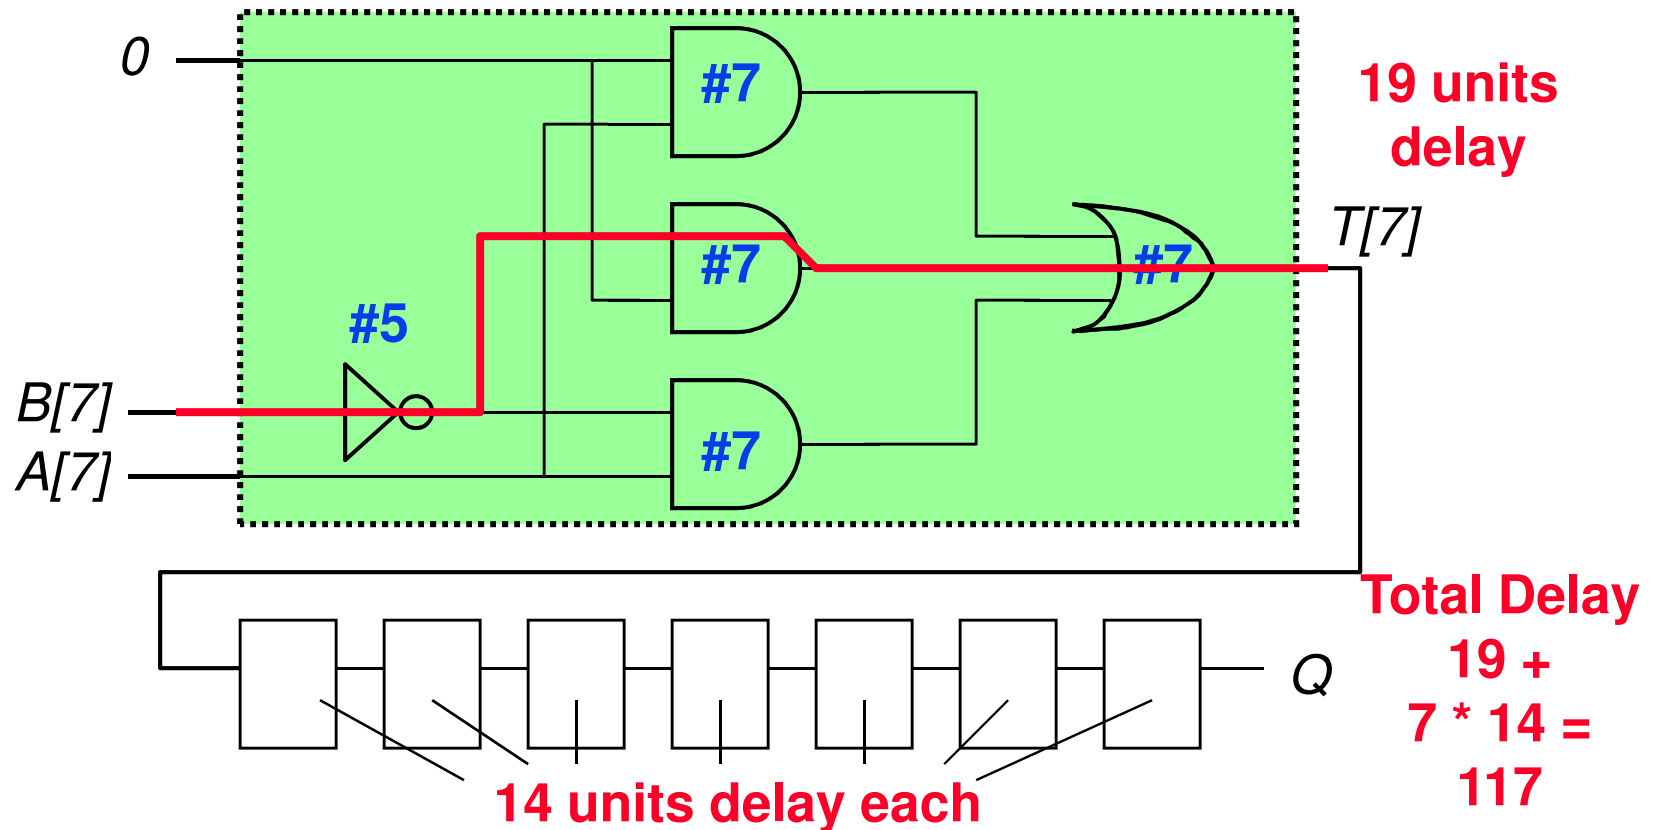 0
#7
19 units
delay
#7
#7
T[7]
#5
B[7]
A[7]
#7
Total Delay
19 +
7 * 14 =
117
Q
14 units delay each